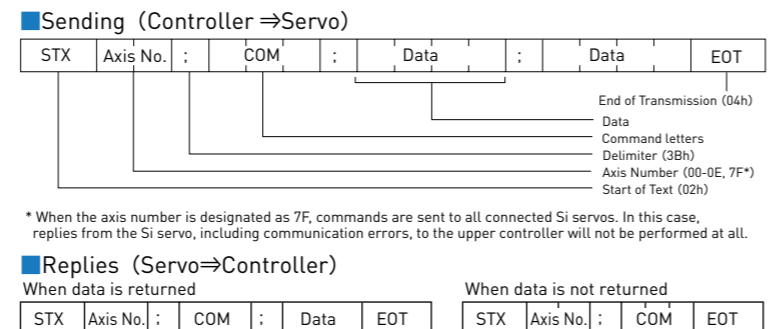 Sending (Controller ⇒Servo)
STX Axis No. ; COM ; Data ; Data EOT
End of Transmission (04h)
Data
Command letters
Delimiter (3Bh)
Axis Number (00-0E, 7F*)
Start of Text (02h)
* When the axis number is designated as 7F, commands are sent to all connected Si servos. In this case,
replies from the Si servo, including communication errors, to the upper controller will not be performed at all.
Replies (Servo⇒Controller)
When data is returned
STX Axis No. ; COM ; Data EOT
When data is not returned
STX Axis No. ; COM EOT